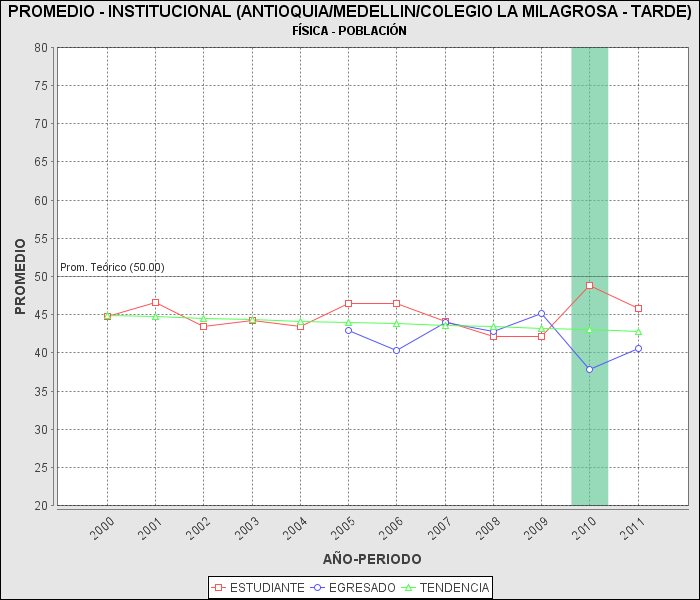 PROMEDIO - INSTITUCIONAL (ANTIOQUIA/MEDELLIN/COLEGIO LA MILAGROSA - TARDE)
FÍSICA - POBLACIÓN
PROMEDIO
80
75
70
65
60
55
50
45
40
35
30
25
20
Prom. Teórico (50.00)
2000 2001 2002 2003 2004 2005 2006 2007 2008 2009 2010 2011
AÑO-PERIODO
ESTUDIANTE EGRESADO TENDENCIA